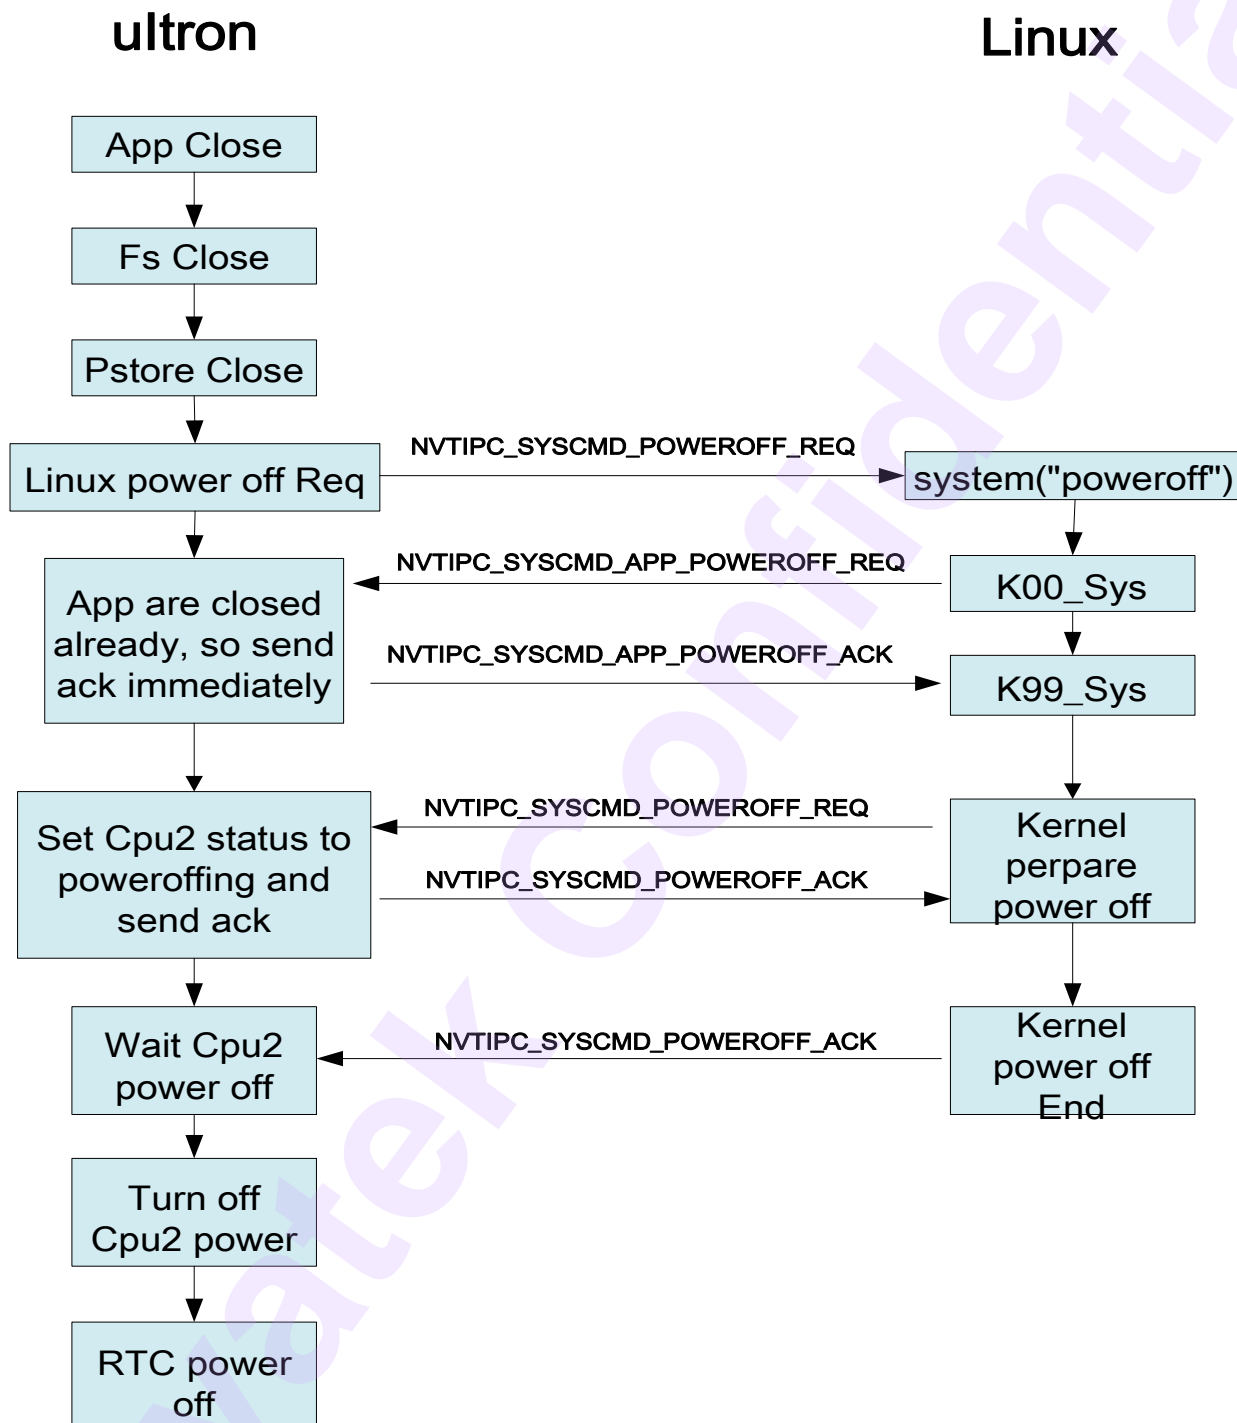 ultron
Linux
App Close
Fs Close
Pstore Close
Linux power off Req
NVTIPC_SYSCMD_POWEROFF_REQ
system("poweroff")
App are closed
already, so send
ack immediately
NVTIPC_SYSCMD_APP_POWEROFF_REQ
K00_Sys
NVTIPC_SYSCMD_APP_POWEROFF_ACK
K99_Sys
Set Cpu2 status to
poweroffing and
send ack
NVTIPC_SYSCMD_POWEROFF_REQ
NVTIPC_SYSCMD_POWEROFF_ACK
Kernel
perpare
power off
Wait Cpu2
power off
NVTIPC_SYSCMD_POWEROFF_ACK
Kernel
power off
End
Turn off
Cpu2 power
RTC power
off